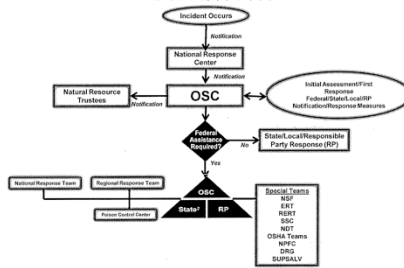 Incident Occurs
Notification
National Response
Center
Notification
Natural Resource
Trustees
Notification
OSC
Initial Assessment/First
Response
Federal/State/Local/RP
Notification/Response Measures
Federal
Assistance
Required?
No
State/Local/Responsible
Party Response (RP)
Yes
National Response Team
Regional Response Team
Poison Control Center
OSC
State²
RP
Special Teams
NSF
ERT
RERT
SSC
NDT
OSHA Teams
NPFC
DRG
SUPSALV